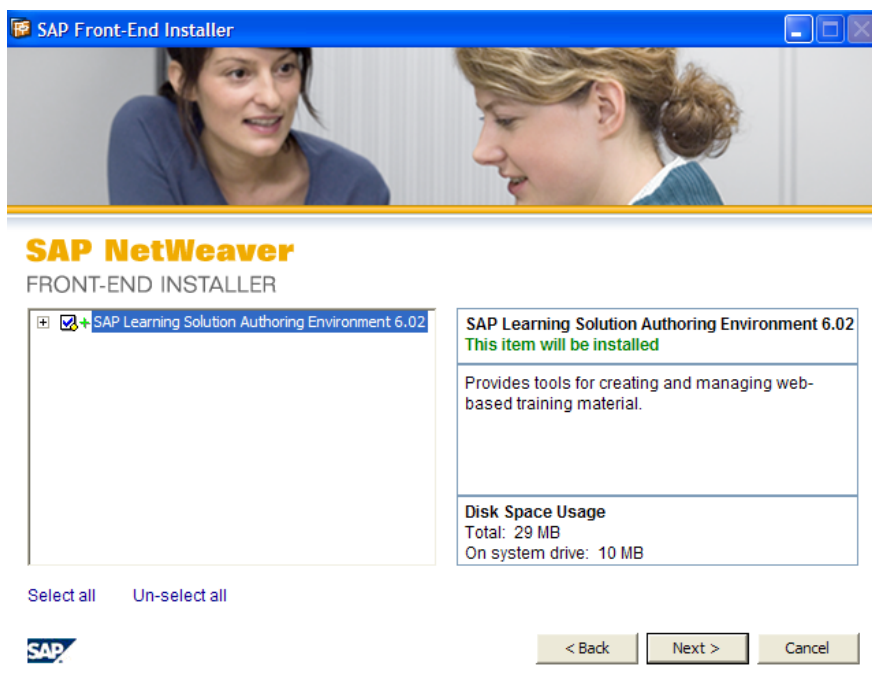 SAP Front-End Installer
SAP NetWeaver
FRONT-END INSTALLER
SAP Learning Solution Authoring Environment 6.02
SAP Learning Solution Authoring Environment 6.02
This item will be installed
Provides tools for creating and managing web-
based training material.
Disk Space Usage
Total: 29 MB
On system drive: 10 MB
Select all Un-select all
SAP
< Back Next > Cancel